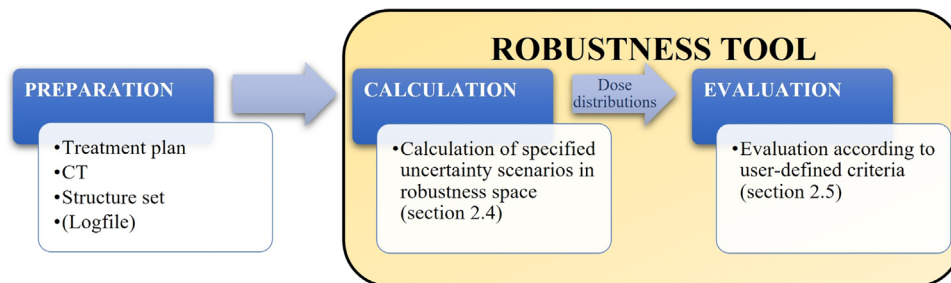 ROBUSTNESS TOOL
PREPARATION
•Treatment plan
•CT
•Structure set
•(Logfile)
CALCULATION
•Calculation of specified
uncertainty scenarios in
robustness space
(section 2.4)
Dose
distributions
EVALUATION
•Evaluation according to
user-defined criteria
(section 2.5)